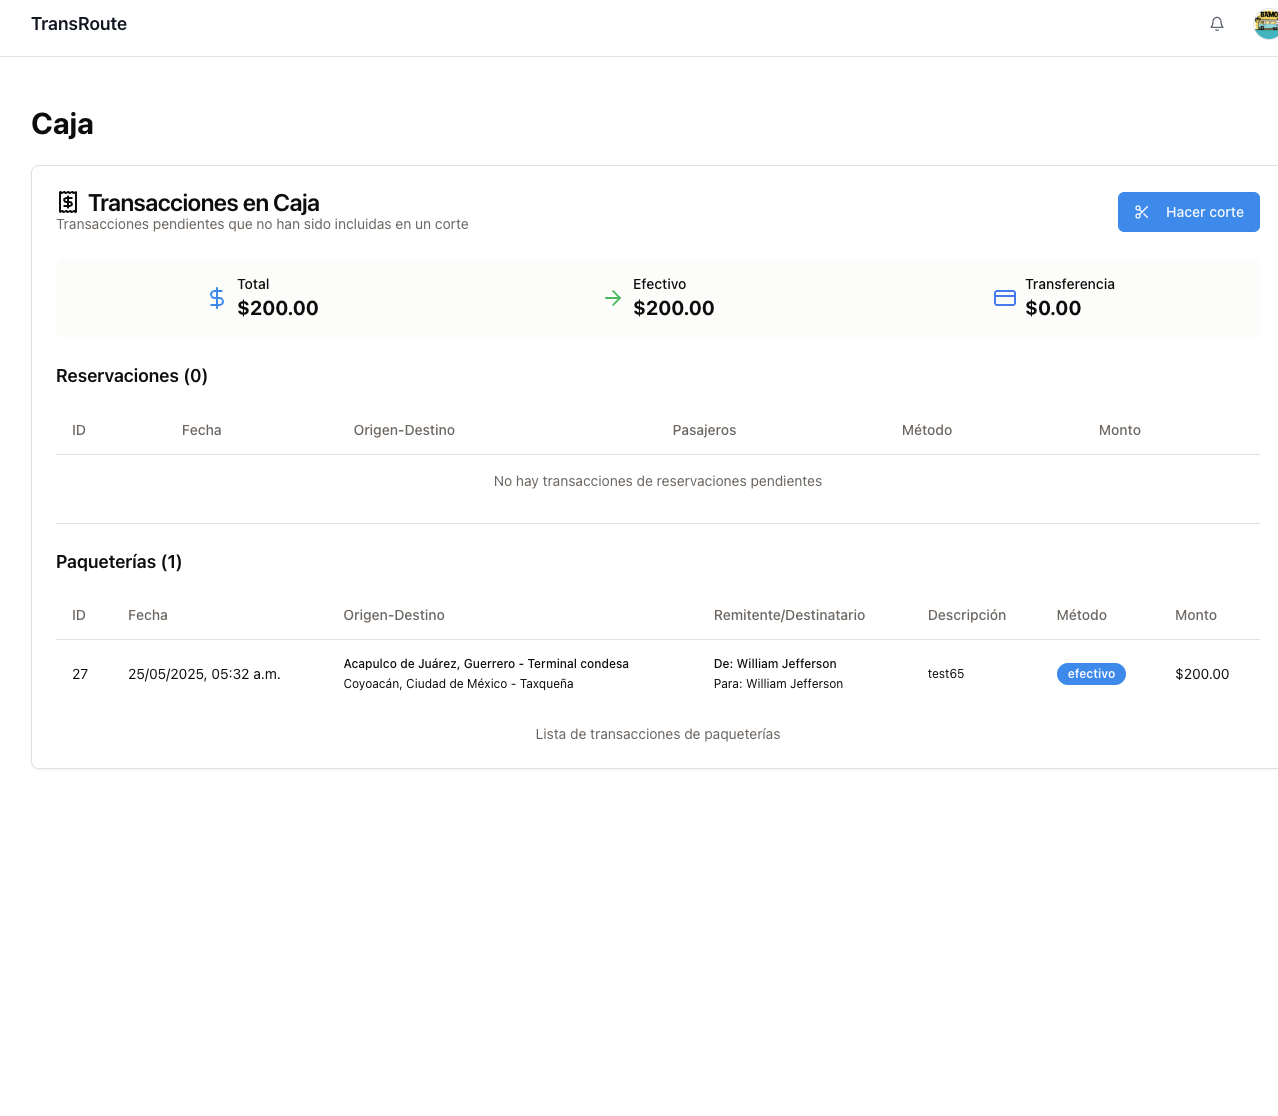 TransRoute
Caja
Transacciones en Caja
Transacciones pendientes que no han sido incluidas en un corte
Hacer corte
Total
$200.00
Efectivo
$200.00
Transferencia
$0.00
Reservaciones (0)
ID Fecha Origen-Destino Pasajeros Método Monto
No hay transacciones de reservaciones pendientes
Paqueterías (1)
ID Fecha Origen-Destino Remitente/Destinatario Descripción Método Monto
27 25/05/2025, 05:32 a.m. Acapulco de Juárez, Guerrero - Terminal condesa De: William Jefferson test65 efectivo $200.00
Coyoacán, Ciudad de México - Taxqueña Para: William Jefferson
Lista de transacciones de paqueterías